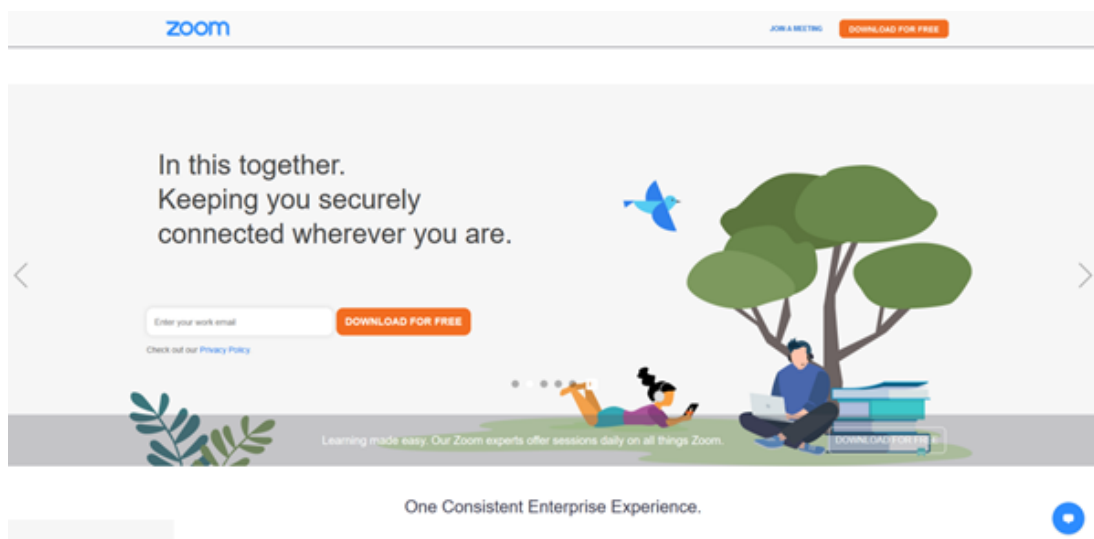 zoom
JOIN A MEETING
DOWNLOAD FOR FREE
In this together.
Keeping you securely
connected wherever you are.
Enter your work email
DOWNLOAD FOR FREE
Check out our Privacy Policy
Learning made easy. Our Zoom experts offer sessions daily on all things Zoom.
DOWNLOAD FOR FREE
One Consistent Enterprise Experience.